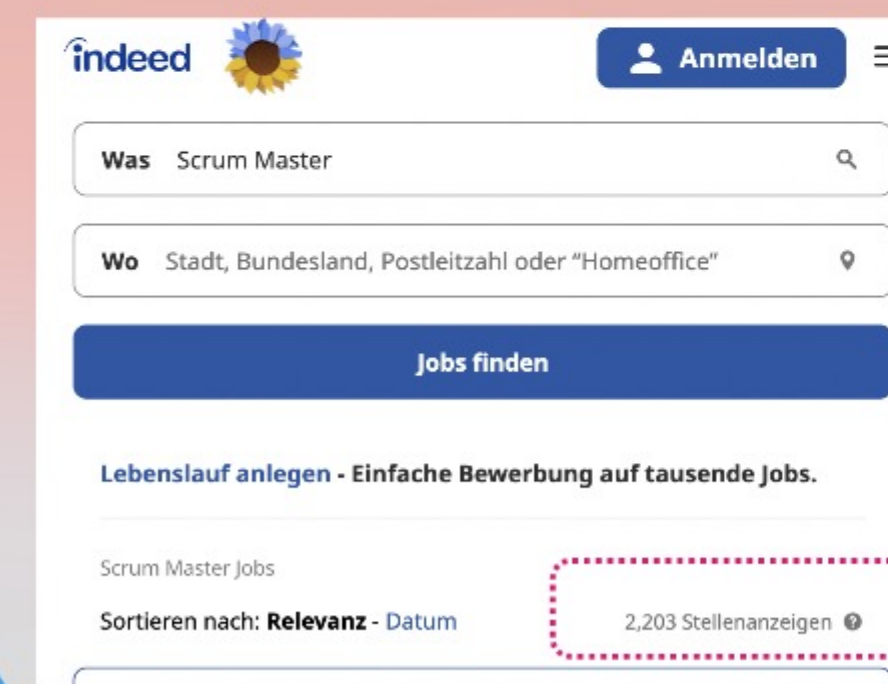 indeed
Anmelden
Was Scrum Master
Wo Stadt, Bundesland, Postleitzahl oder “Homeoffice”
Jobs finden
Lebenslauf anlegen - Einfache Bewerbung auf tausende Jobs.
Scrum Master Jobs
Sortieren nach: Relevanz - Datum 2,203 Stellenanzeigen ?